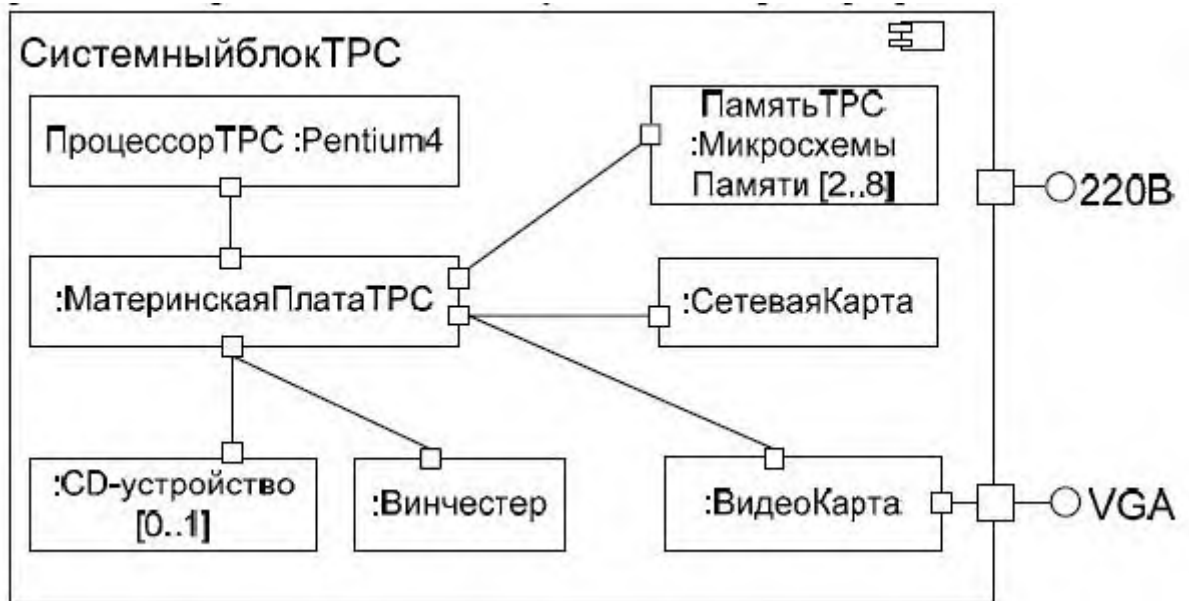 СистемныйблокТРС
ПроцессорТРС :Pentium4
ПамятьТРС
:Микросхемы
Памяти [2..8]
220В
:МатеринскаяПлатаТРС
:СетеваяКарта
:CD-устройство
[0..1]
:Винчестер
:ВидеоКарта
VGA